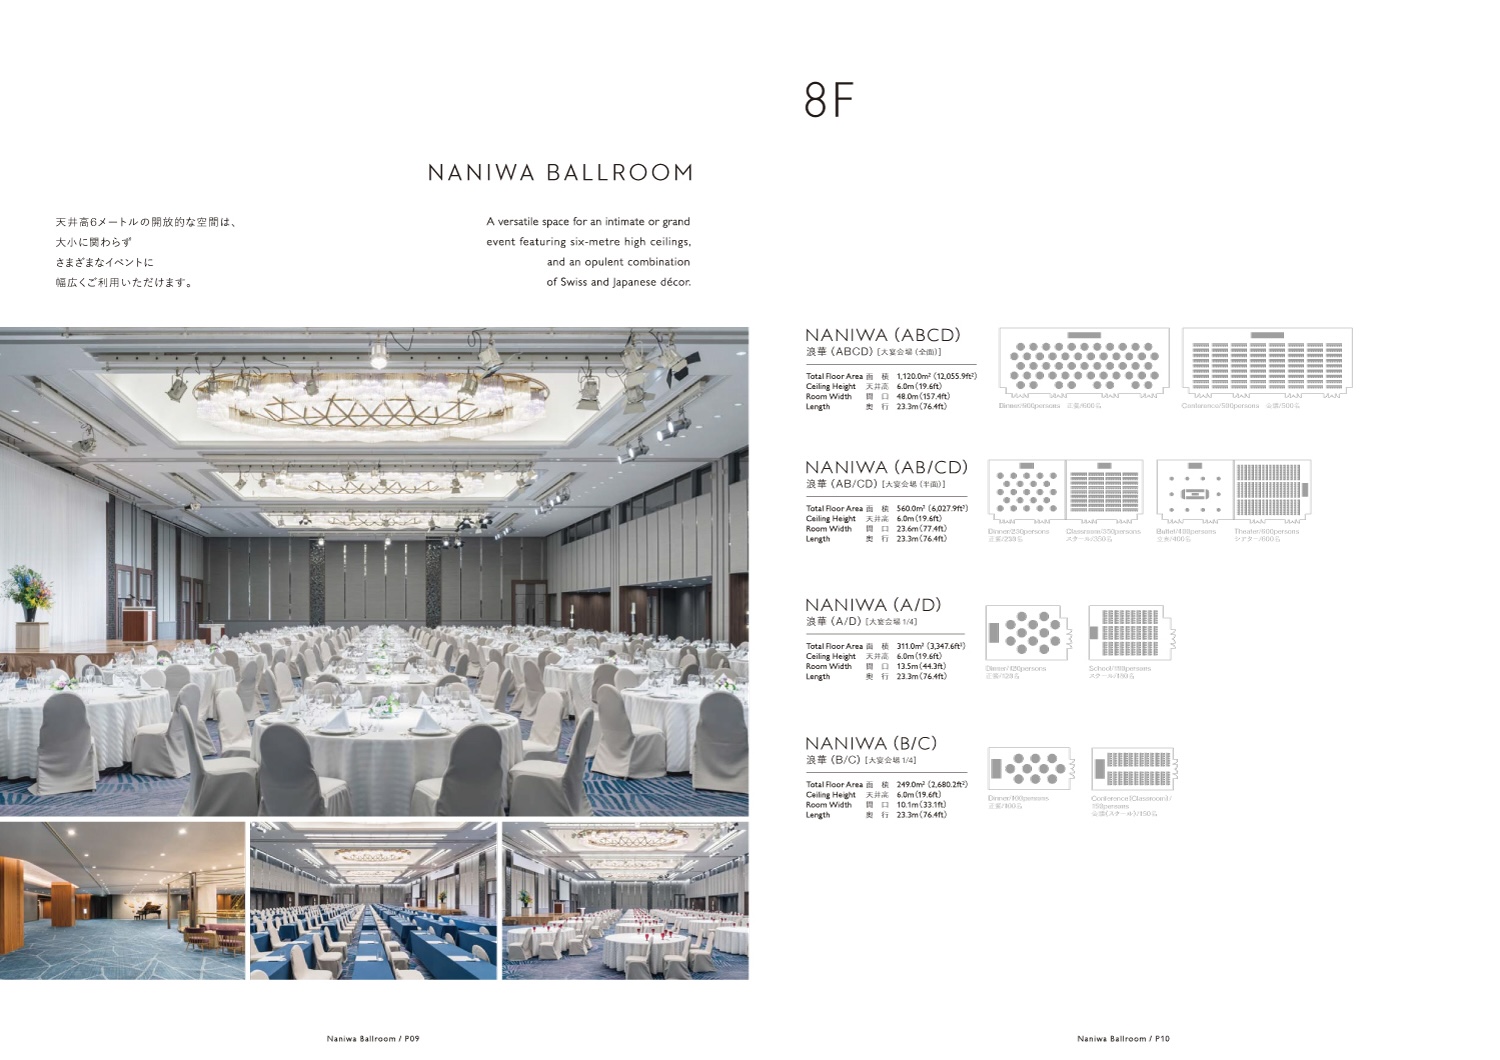 NANIWA BALLROOM
天井高6メートルの開放的な空間は、
大小に関わらず
さまざまなイベントに
幅広くご利用いただけます。
A versatile space for an intimate or grand
event featuring six-metre high ceilings,
and an opulent combination
of Swiss and Japanese décor.
Naniwa Ballroom / P09
8F
NANIWA (ABCD)
浪華 (ABCD) [大宴会場 (全面)]
Total Floor Area 面 積 1,120.0m² (12,055.9ft²)
Ceiling Height 天井高 6.0m (19.6ft)
Room Width 間 口 48.0m (157.4ft)
Length 奥 行 23.3m (76.4ft)
Dinner/600persons 正餐/600名
Conference/500persons 会議/500名
NANIWA (AB/CD)
浪華 (AB/CD) [大宴会場 (半面)]
Total Floor Area 面 積 560.0m² (6,027.9ft²)
Ceiling Height 天井高 6.0m (19.6ft)
Room Width 間 口 23.6m (77.4ft)
Length 奥 行 23.3m (76.4ft)
Dinner/230persons
正餐/230名
Classroom/350persons
スクール/350名
Buffet/400persons
立食/400名
Theater/600persons
シアター/600名
NANIWA (A/D)
浪華 (A/D) [大宴会場 1/4]
Total Floor Area 面 積 311.0m² (3,347.6ft²)
Ceiling Height 天井高 6.0m (19.6ft)
Room Width 間 口 13.5m (44.3ft)
Length 奥 行 23.3m (76.4ft)
Dinner/120persons
正餐/120名
School/
スクール/
NANIWA (B/C)
浪華 (B/C) [大宴会場 1/4]
Total Floor Area 面 積 249.0m² (2,680.2ft²)
Ceiling Height 天井高 6.0m (19.6ft)
Room Width 間 口 10.1m (33.1ft)
Length 奥 行 23.3m (76.4ft)
Dinner/100persons
正餐/100名
Conference(Classroom)/
150persons
会議(スクール)/150名
Naniwa Ballroom / P10